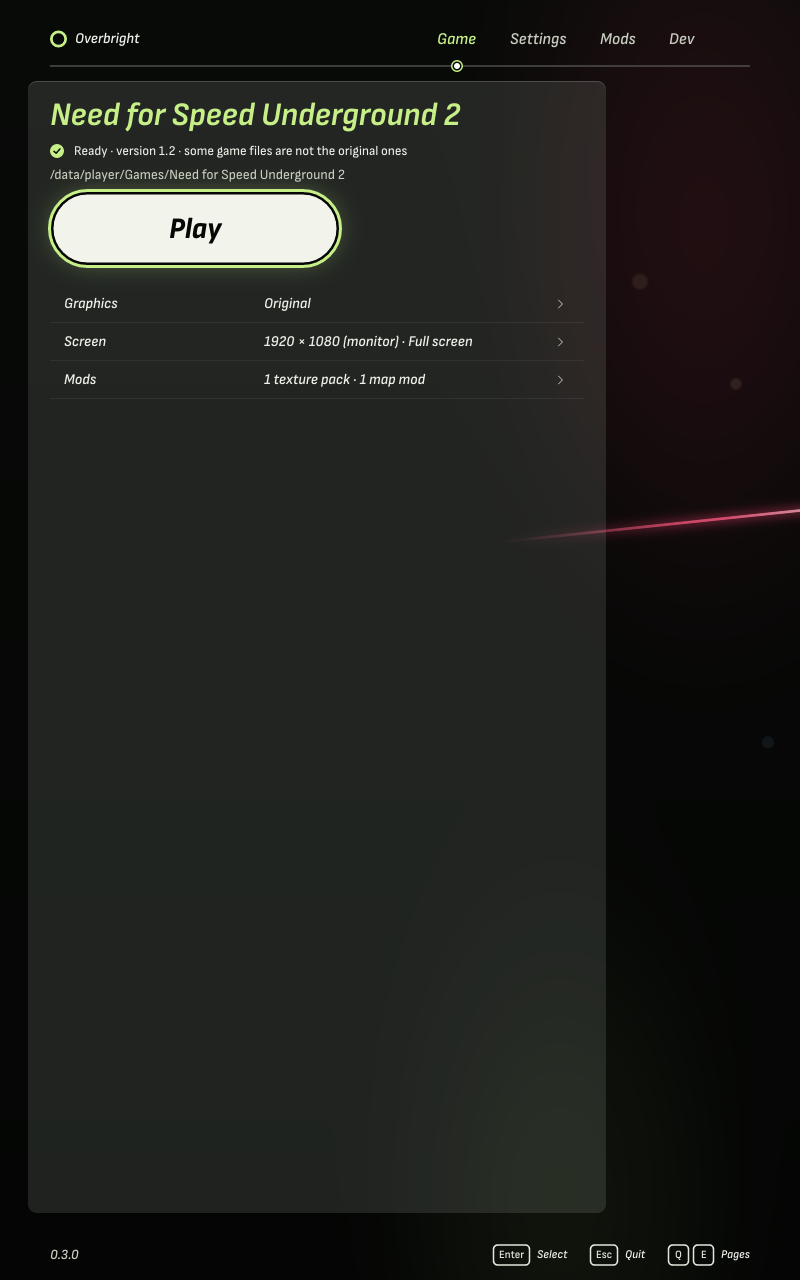 Overbright
Game Settings Mods Dev
Need for Speed Underground 2
Ready · version 1.2 · some game files are not the original ones
/data/player/Games/Need for Speed Underground 2
Play
Graphics Original
Screen 1920 × 1080 (monitor) · Full screen
Mods 1 texture pack · 1 map mod
0.3.0 Enter Select Esc Quit Q E Pages